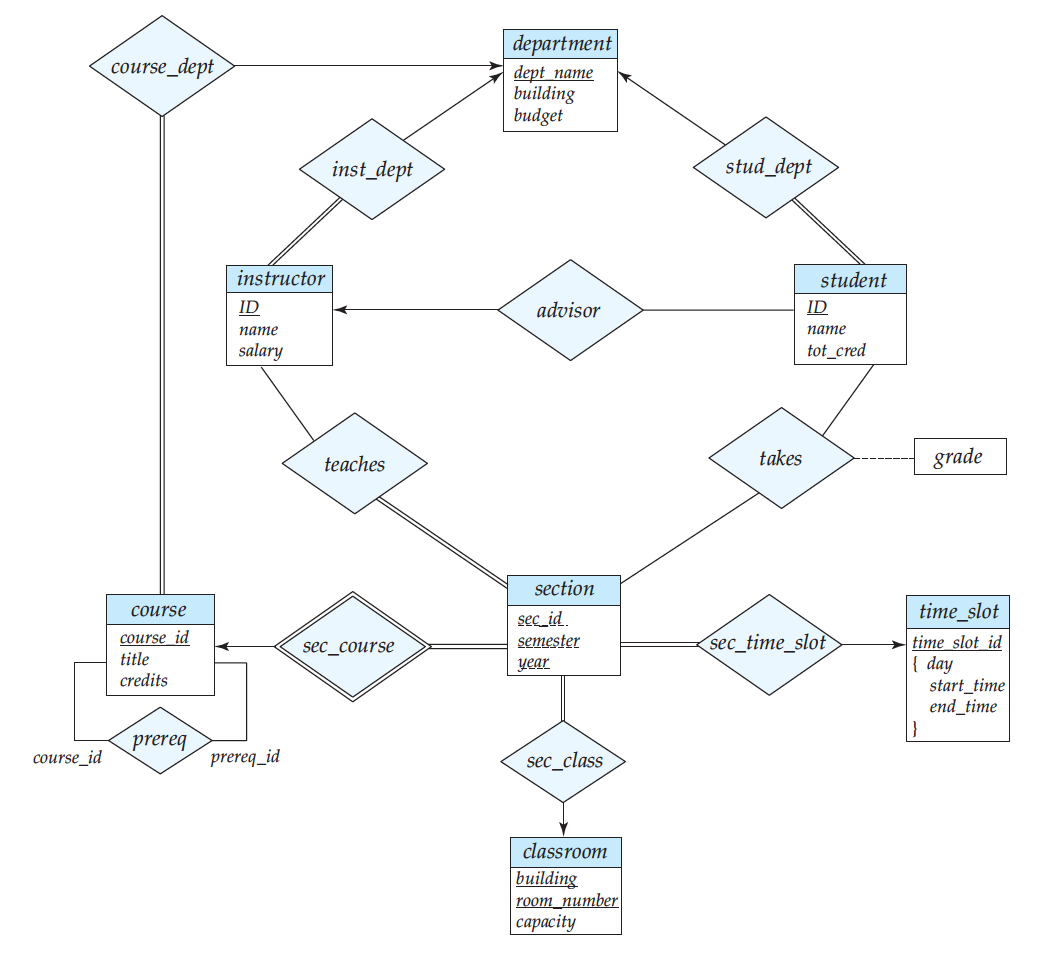 department
course_dept
dept_name
building
budget
inst_dept
stud_dept
instructor
ID
name
salary
advisor
student
ID
name
tot_cred
teaches
takes
grade
section
sec_id
semester
year
course
course_id
title
credits
sec_course
sec_time_slot
time_slot
time_slot_id
{ day
start_time
end_time
}
prereq
course_id
prereq_id
sec_class
classroom
building
room_number
capacity